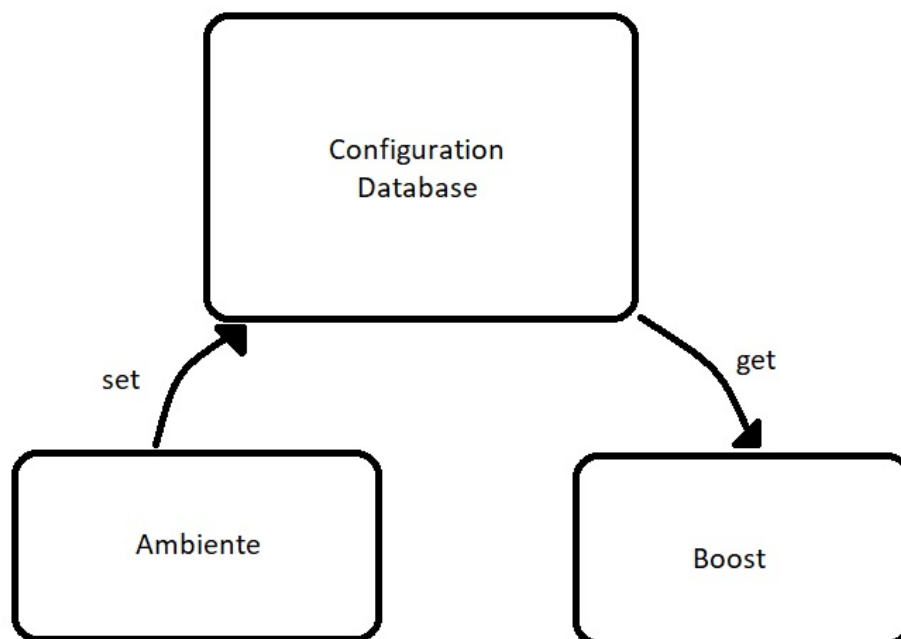 Configuration
Database
set
get
Ambiente
Boost